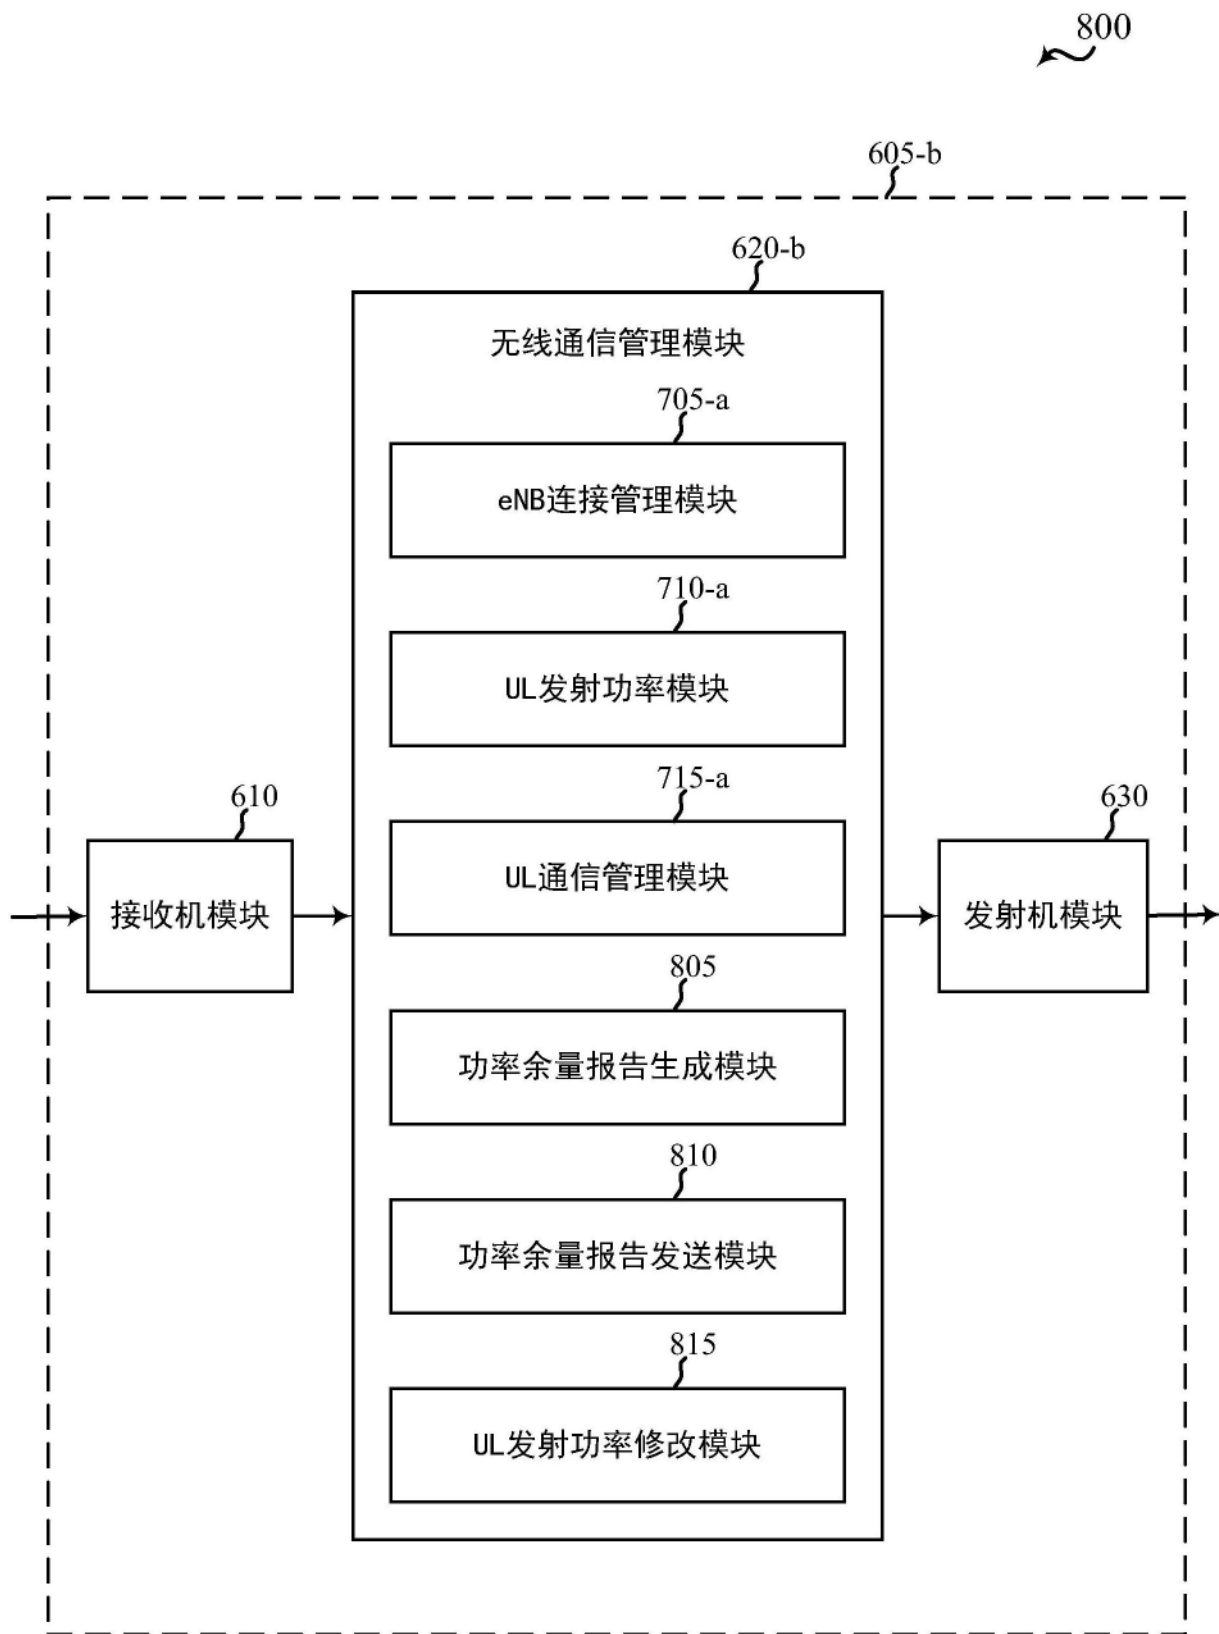 800
605-b
620-b
无线通信管理模块
705-a
eNB连接管理模块
710-a
UL发射功率模块
715-a
UL通信管理模块
610
接收机模块
630
发射机模块
805
功率余量报告生成模块
810
功率余量报告发送模块
815
UL发射功率修改模块